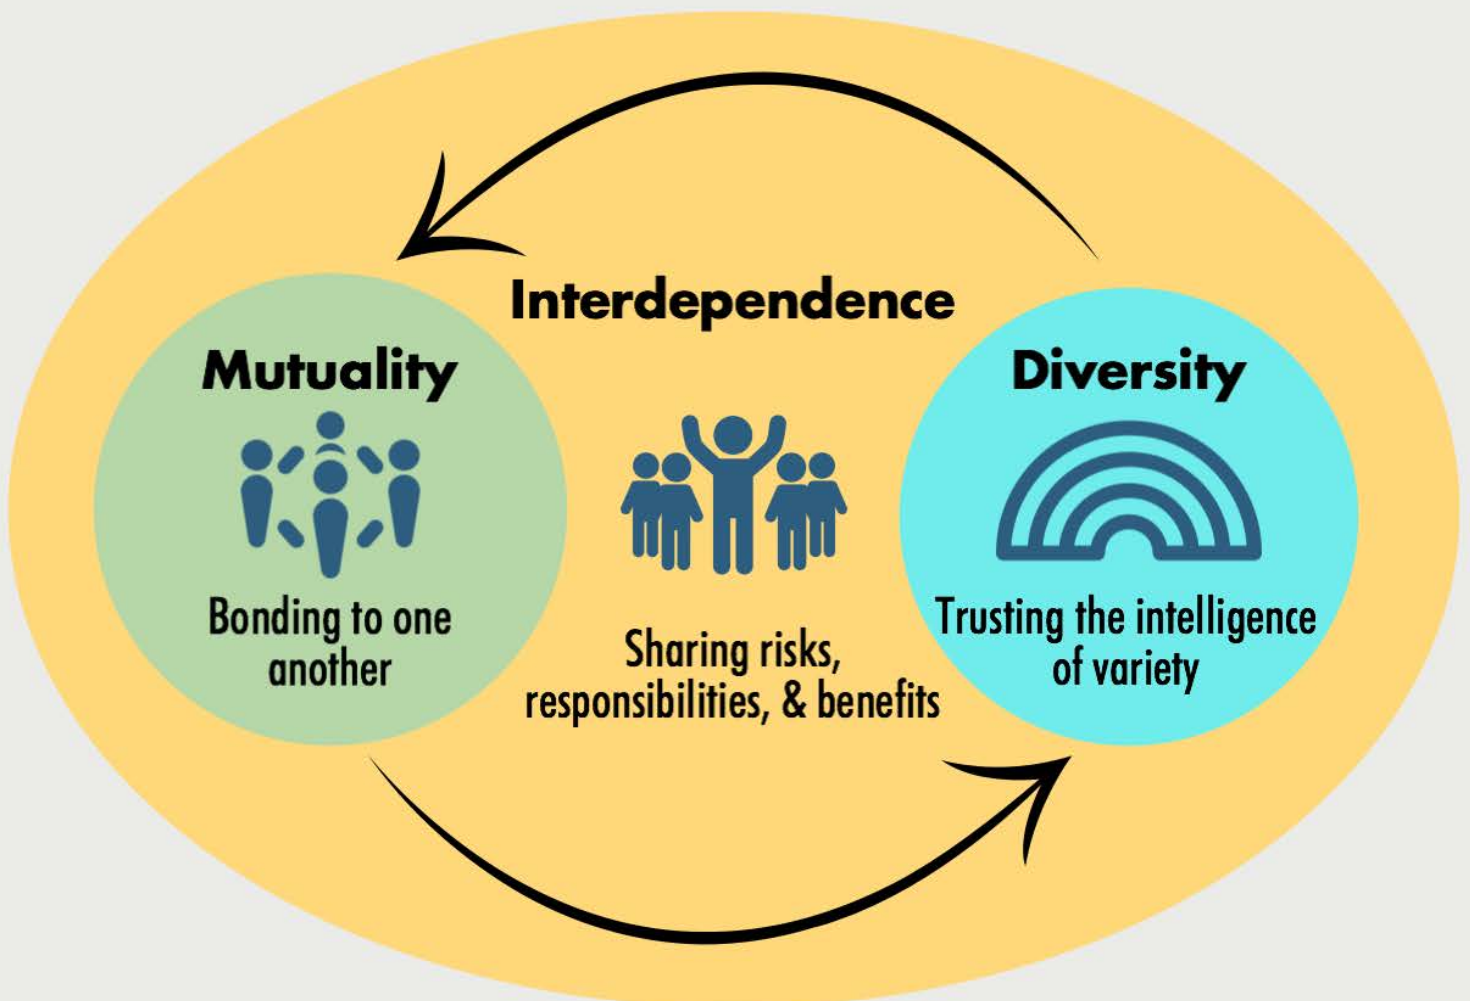 Interdependence
Mutuality
Bonding to one
another
Sharing risks,
responsibilities, & benefits
Diversity
Trusting the intelligence
of variety